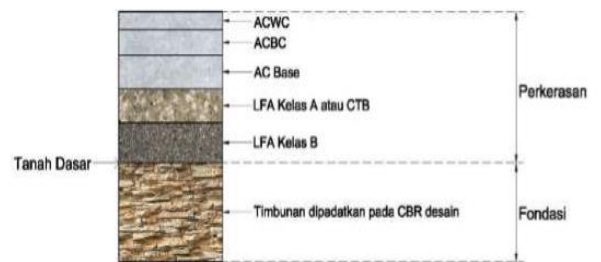 ACWC
ACBC
AC Base
Perkerasan
LFA Kelas A atau CTB
LFA Kelas B
Tanah Dasar
Timbunan dipadatkan pada CBR desain
Fondasi